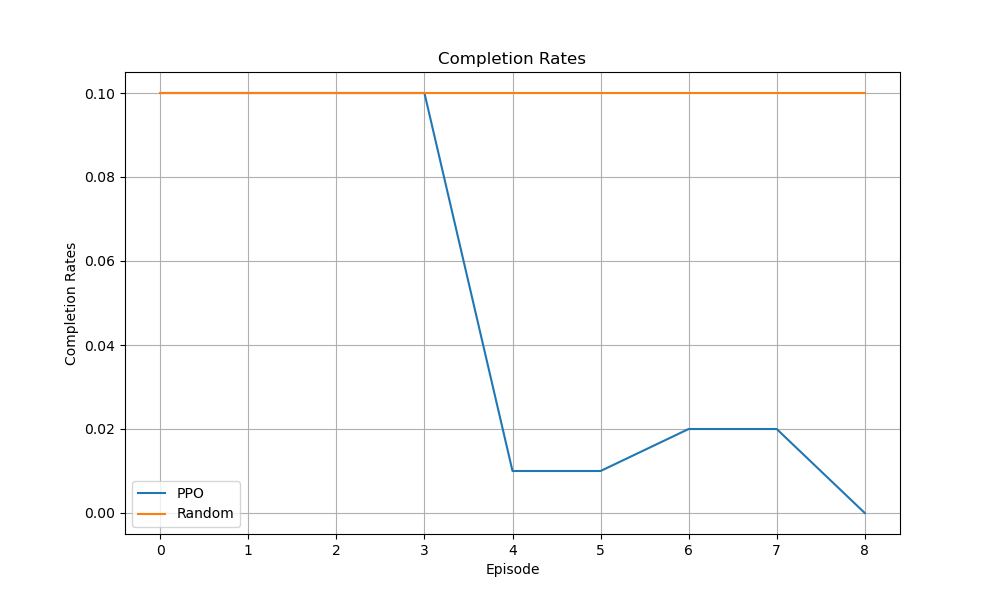 Completion Rates
Completion Rates
0.10
0.08
0.06
0.04
0.02
0.00
PPO
Random
0 1 2 3 4 5 6 7 8
Episode